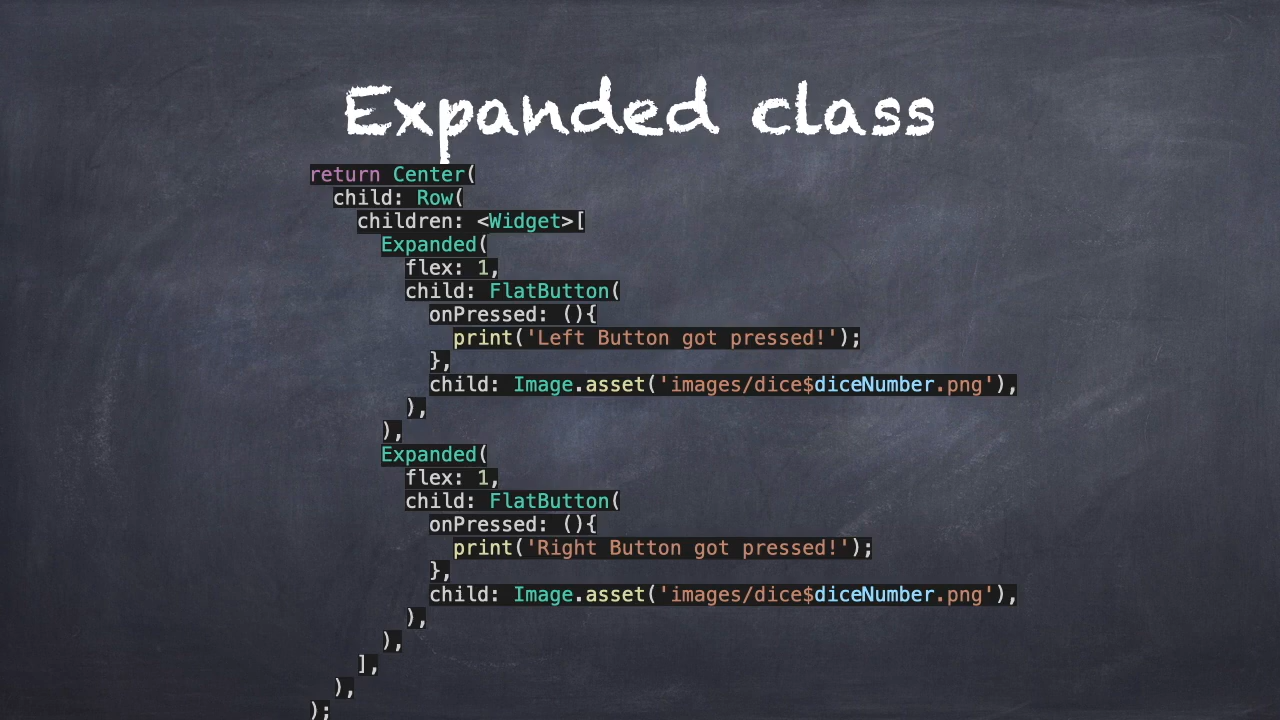 Expanded class
return Center(
child: Row(
children: <Widget>[
Expanded(
flex: 1,
child: FlatButton(
onPressed: (){
print('Left Button got pressed!');
},
child: Image.asset('images/dice$diceNumber.png'),
),
),
Expanded(
flex: 1,
child: FlatButton(
onPressed: (){
print('Right Button got pressed!');
},
child: Image.asset('images/dice$diceNumber.png'),
),
),
],
),
);